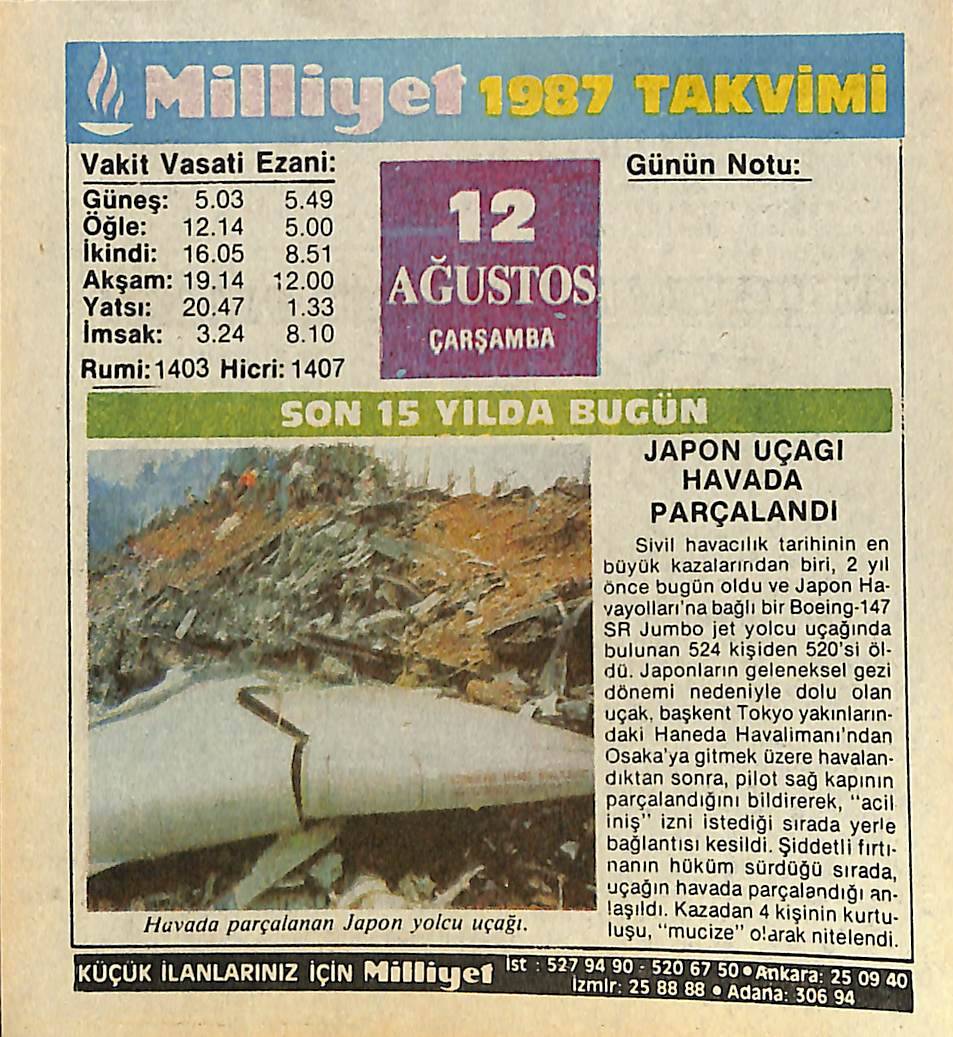 Milliyet 1987 TAKVİMİ
Vakit Vasati Ezani:
Güneş: 5.03 5.49
Öğle: 12.14 5.00
İkindi: 16.05 8.51
Akşam: 19.14 12.00
Yatsı: 20.47 1.33
İmsak: 3.24 8.10
Rumi: 1403 Hicri: 1407
12
AĞUSTOS
ÇARŞAMBA
Günün Notu:
SON 15 YILDA BUGÜN
JAPON UÇAGI
HAVADA
PARÇALANDI
Sivil havacılık tarihinin en
büyük kazalarından biri, 2 yıl
önce bugün oldu ve Japon Ha-
vayolları'na bağlı bir Boeing-147
SR Jumbo jet yolcu uçağında
bulunan 524 kişiden 520'si öl-
dü. Japonların geleneksel gezi
dönemi nedeniyle dolu olan
uçak, başkent Tokyo yakınların-
daki Haneda Havalimanı'ndan
Osaka'ya gitmek üzere havalan-
dıktan sonra, pilot sağ kapının
parçalandığını bildirerek, "acil
iniş" izni istediği sırada yerle
bağlantısı kesildi. Şiddetli fırtı-
nanın hüküm sürdüğü sırada,
uçağın havada parçalandığı an-
laşıldı. Kazadan 4 kişinin kurtu-
luşu, "mucize" olarak nitelendi.
Havada parçalanan Japon yolcu uçağı.
KÜÇÜK İLANLARINIZ İÇİN Milliyet İst : 527 94 90 - 520 67 50 • Ankara: 25 09 40
İzmir: 25 88 88 • Adana: 306 94